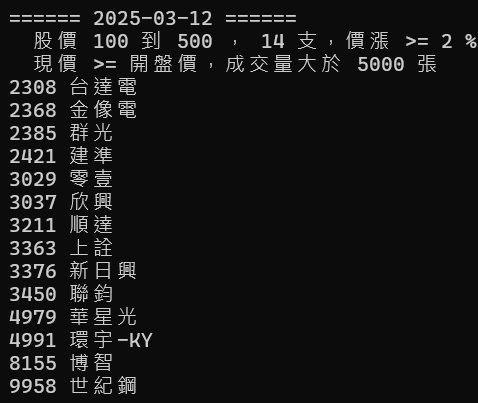 ====== 2025-03-12 ======
股價 100 到 500 , 14 支,價漲 >= 2 %
現價 >= 開盤價,成交量大於 5000 張
2308 台達電
2368 金像電
2385 群光
2421 建準
3029 零壹
3037 欣興
3211 順達
3363 上詮
3376 新日興
3450 聯鈞
4979 華星光
4991 環宇-KY
8155 博智
9958 世紀鋼